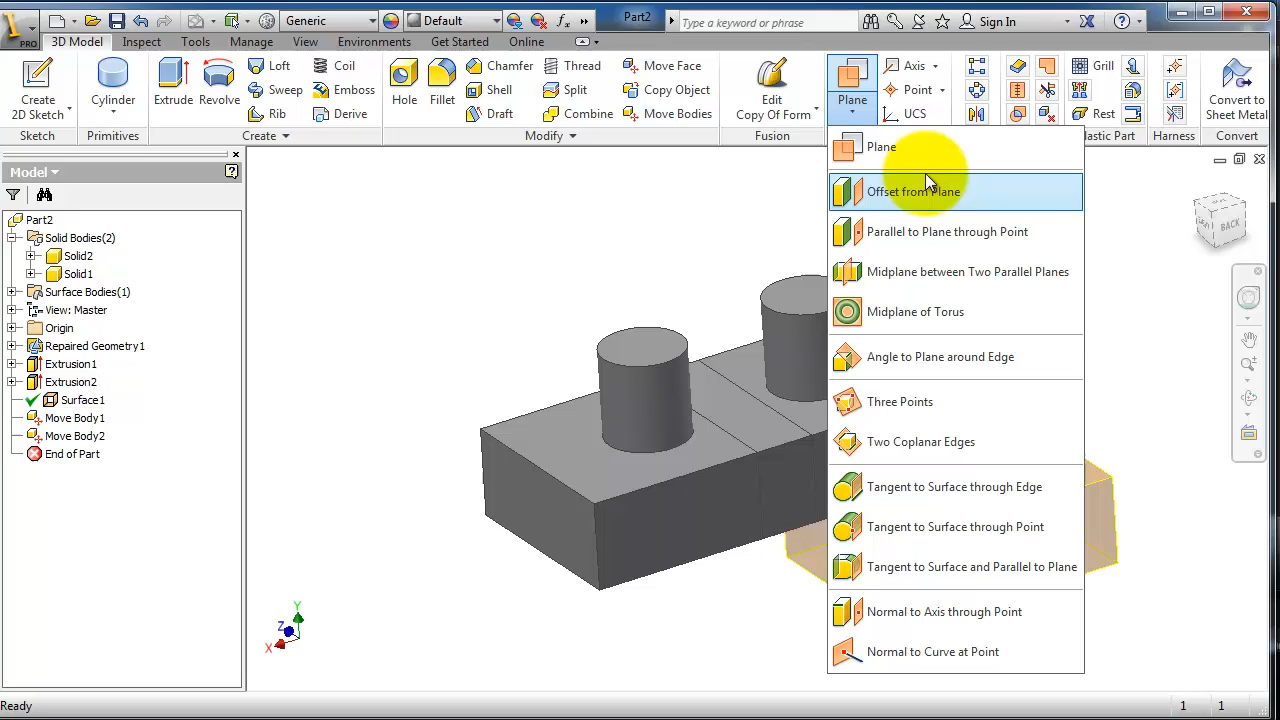 PRO
Generic
Default
Part2
Type a keyword or phrase
Sign In
3D Model
Inspect
Tools
Manage
View
Environments
Get Started
Online
Create
2D Sketch
Cylinder
Extrude
Revolve
Loft
Sweep
Rib
Coil
Emboss
Derive
Hole
Fillet
Chamfer
Shell
Draft
Thread
Split
Combine
Move Face
Copy Object
Move Bodies
Edit
Copy Of Form
Plane
Axis
Point
UCS
Grill
Rest
Convert to
Sheet Metal
Sketch
Primitives
Create
Modify
Fusion
lastic Part
Harness
Convert
Model
Part2
Solid Bodies(2)
Solid2
Solid1
Surface Bodies(1)
View: Master
Origin
Repaired Geometry1
Extrusion1
Extrusion2
Surface1
Move Body1
Move Body2
End of Part
Plane
Offset from Plane
Parallel to Plane through Point
Midplane between Two Parallel Planes
Midplane of Torus
Angle to Plane around Edge
Three Points
Two Coplanar Edges
Tangent to Surface through Edge
Tangent to Surface through Point
Tangent to Surface and Parallel to Plane
Normal to Axis through Point
Normal to Curve at Point
BACK
Y
Z
X
Ready
1
1